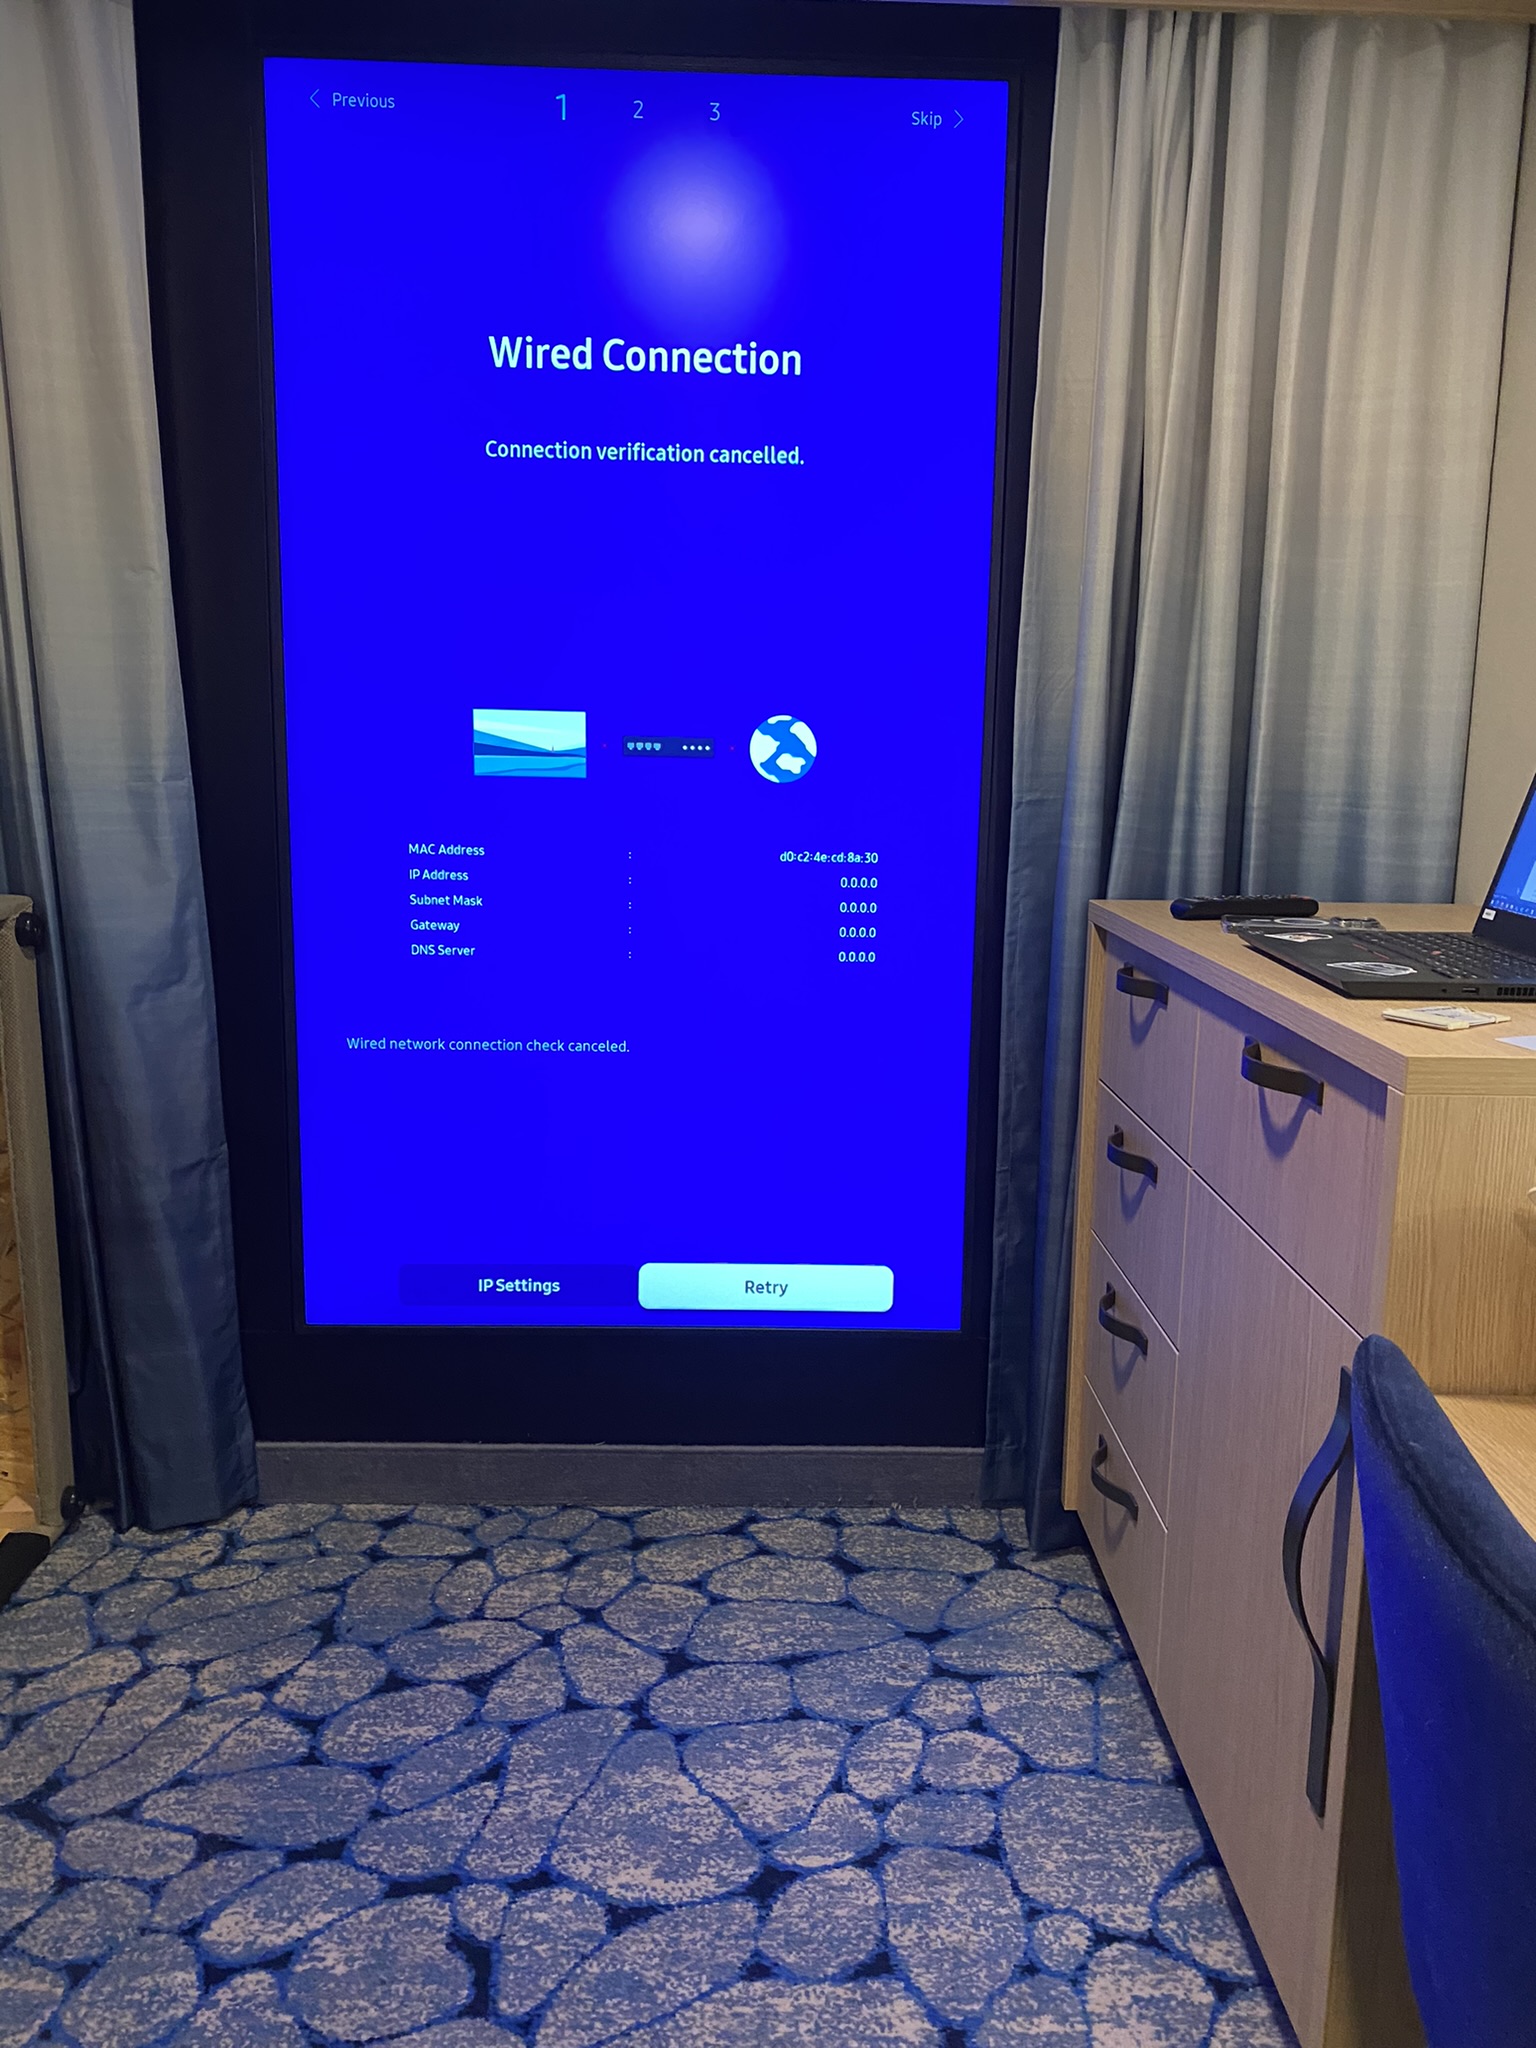 Previous
1 2 3
Skip
Wired Connection
Connection verification cancelled.
MAC Address : d0:c2:4e:cd:8a:30
IP Address : 0.0.0.0
Subnet Mask : 0.0.0.0
Gateway : 0.0.0.0
DNS Server : 0.0.0.0
Wired network connection check canceled.
IP Settings
Retry